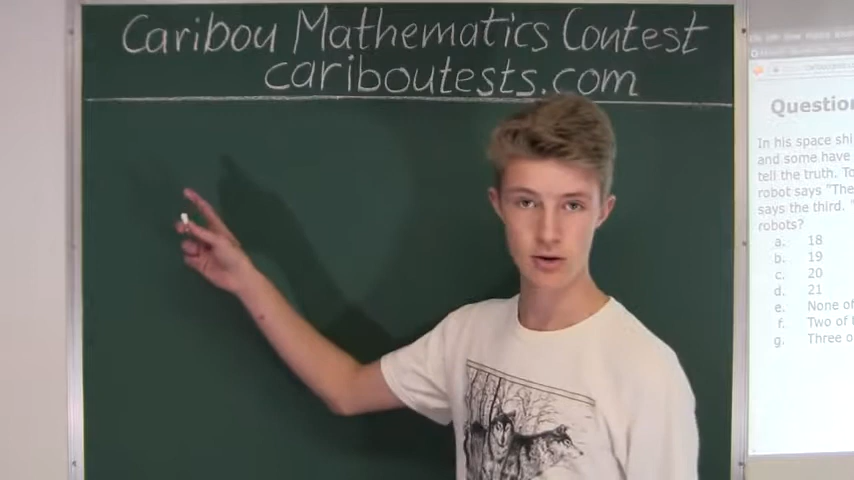 Caribou Mathematics Contest
cariboutests.com
Question
In his space shi
and some have
tell the truth. To
robot says "The
says the third. "
robots?
a. 18
b. 19
c. 20
d. 21
e. None of
f. Two of
g. Three o